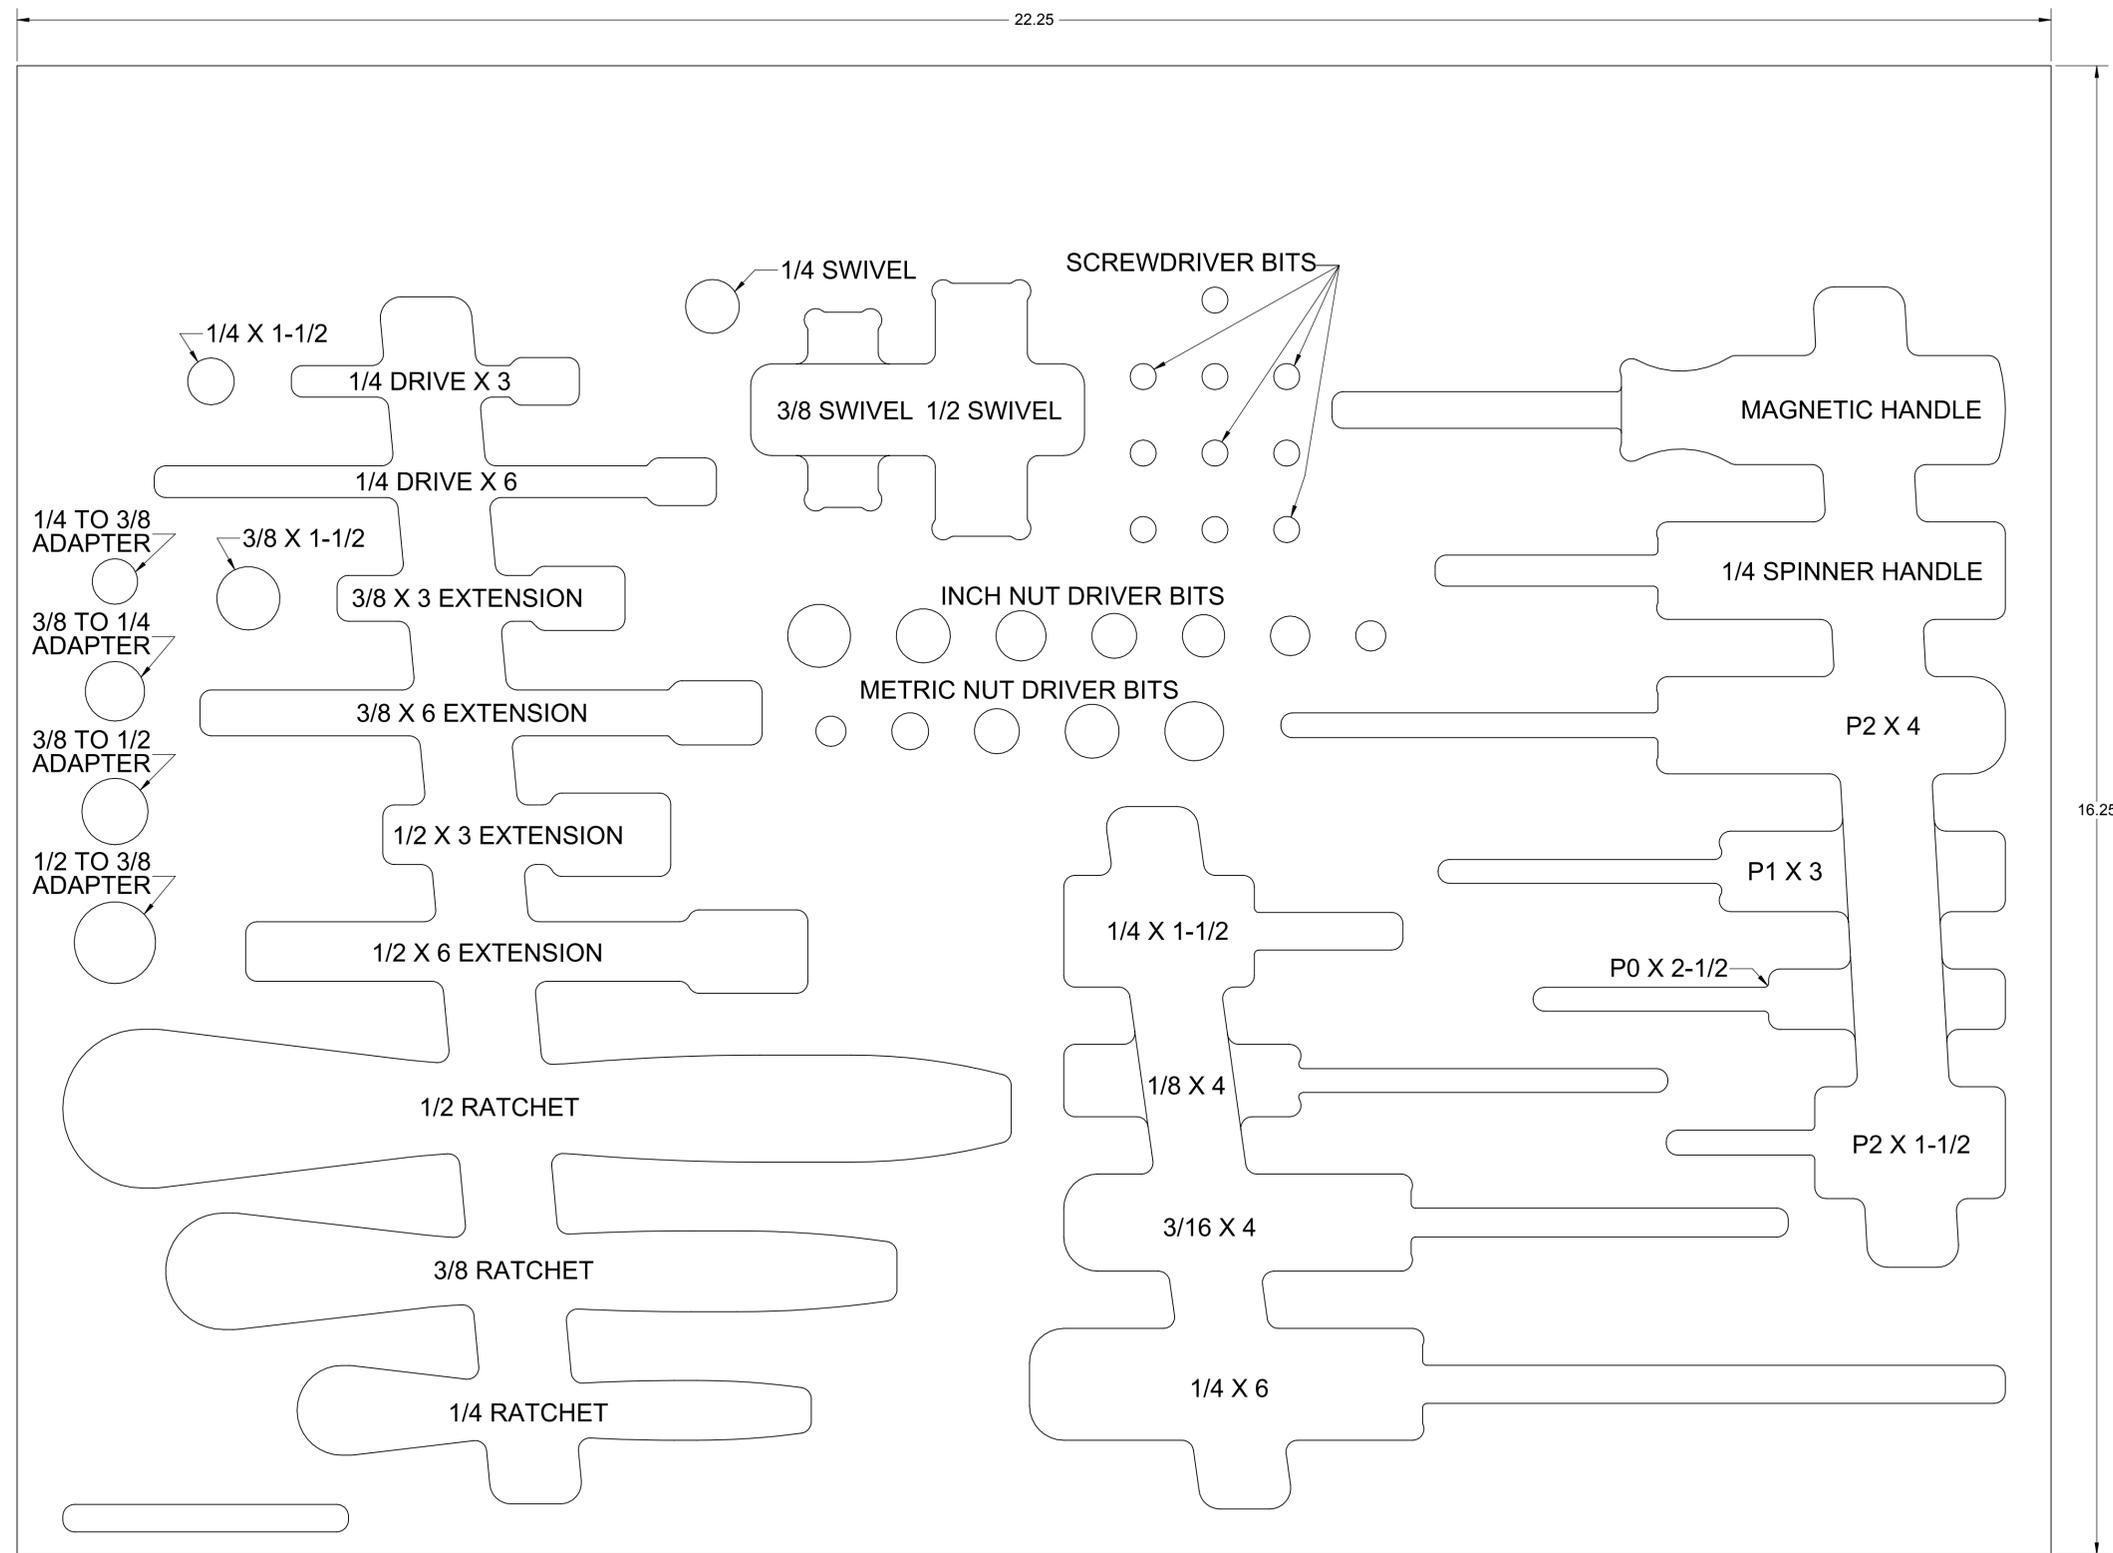 22.25
1/4 SWIVEL
SCREWDRIVER BITS
1/4 X 1-1/2
1/4 DRIVE X 3
3/8 SWIVEL
1/2 SWIVEL
MAGNETIC HANDLE
1/4 DRIVE X 6
1/4 TO 3/8
ADAPTER
3/8 X 1-1/2
1/4 SPINNER HANDLE
3/8 X 3 EXTENSION
INCH NUT DRIVER BITS
3/8 TO 1/4
ADAPTER
METRIC NUT DRIVER BITS
3/8 X 6 EXTENSION
P2 X 4
3/8 TO 1/2
ADAPTER
16.25
1/2 X 3 EXTENSION
1/2 TO 3/8
ADAPTER
P1 X 3
1/4 X 1-1/2
1/2 X 6 EXTENSION
P0 X 2-1/2
1/8 X 4
1/2 RATCHET
P2 X 1-1/2
3/16 X 4
3/8 RATCHET
1/4 X 6
1/4 RATCHET